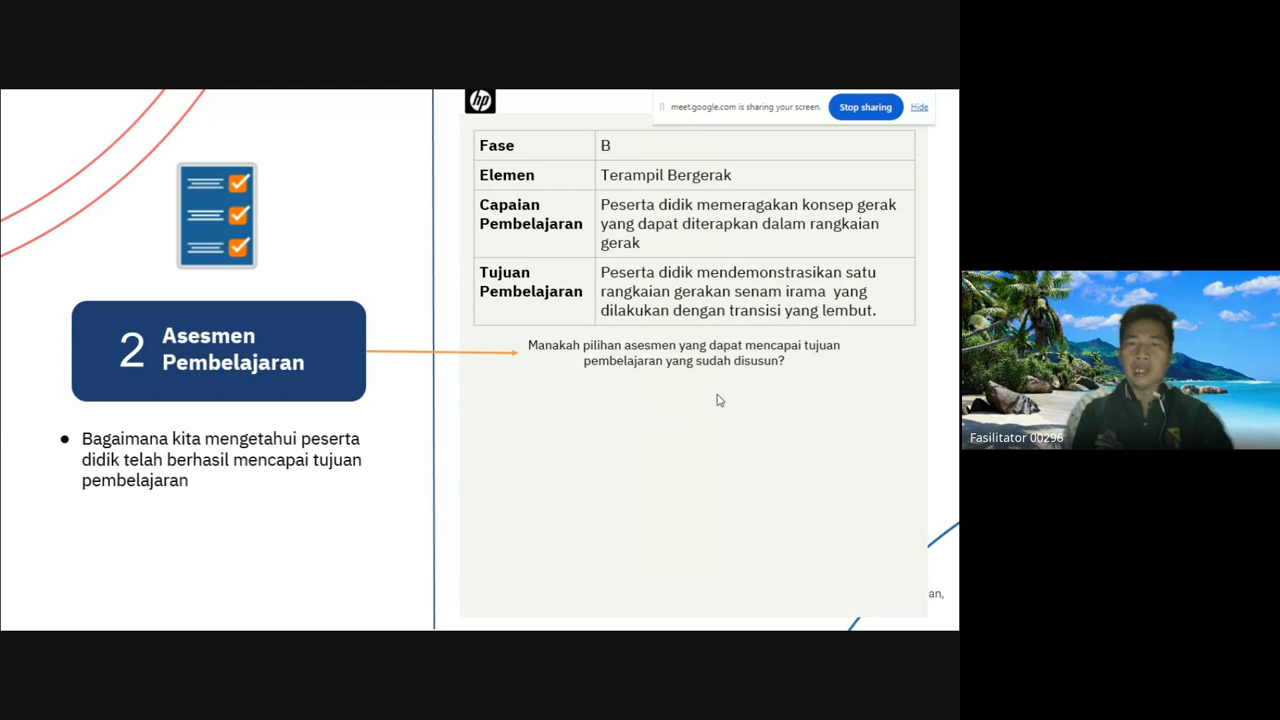 hp
meet.google.com is sharing your screen.
Stop sharing
Hide
Fase
B
Elemen
Terampil Bergerak
Capaian
Pembelajaran
Peserta didik memeragakan konsep gerak
yang dapat diterapkan dalam rangkaian
gerak
Tujuan
Pembelajaran
Peserta didik mendemonstrasikan satu
rangkaian gerakan senam irama yang
dilakukan dengan transisi yang lembut.
2
Asesmen
Pembelajaran
Manakah pilihan asesmen yang dapat mencapai tujuan
pembelajaran yang sudah disusun?
● Bagaimana kita mengetahui peserta
didik telah berhasil mencapai tujuan
pembelajaran
an,
Fasilitator 00296